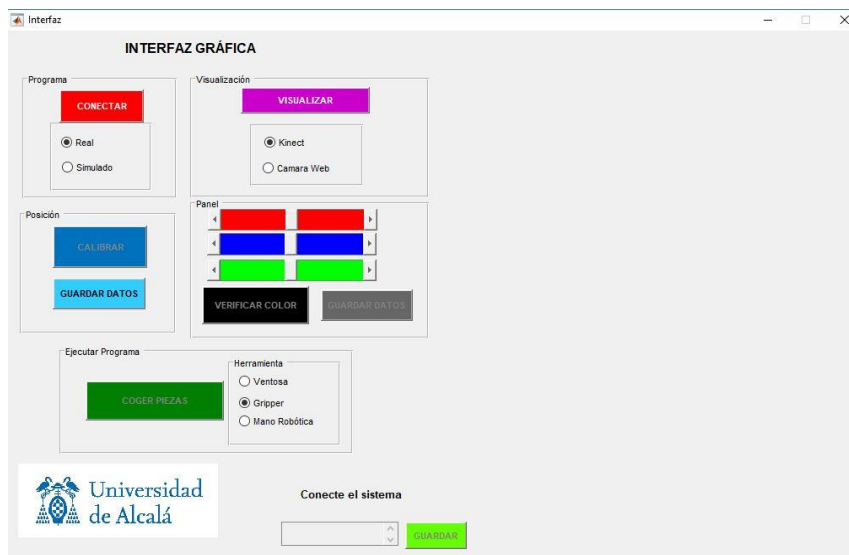 Interfaz
INTERFAZ GRÁFICA
Programa
CONECTAR
Real
Simulado
Visualización
VISUALIZAR
Kinect
Camara Web
Posición
CALIBRAR
GUARDAR DATOS
Panel
VERIFICAR COLOR
GUARDAR DATOS
Ejecutar Programa
COGER PIEZAS
Herramienta
Ventosa
Gripper
Mano Robótica
Universidad
de Alcalá
Conecte el sistema
GUARDAR